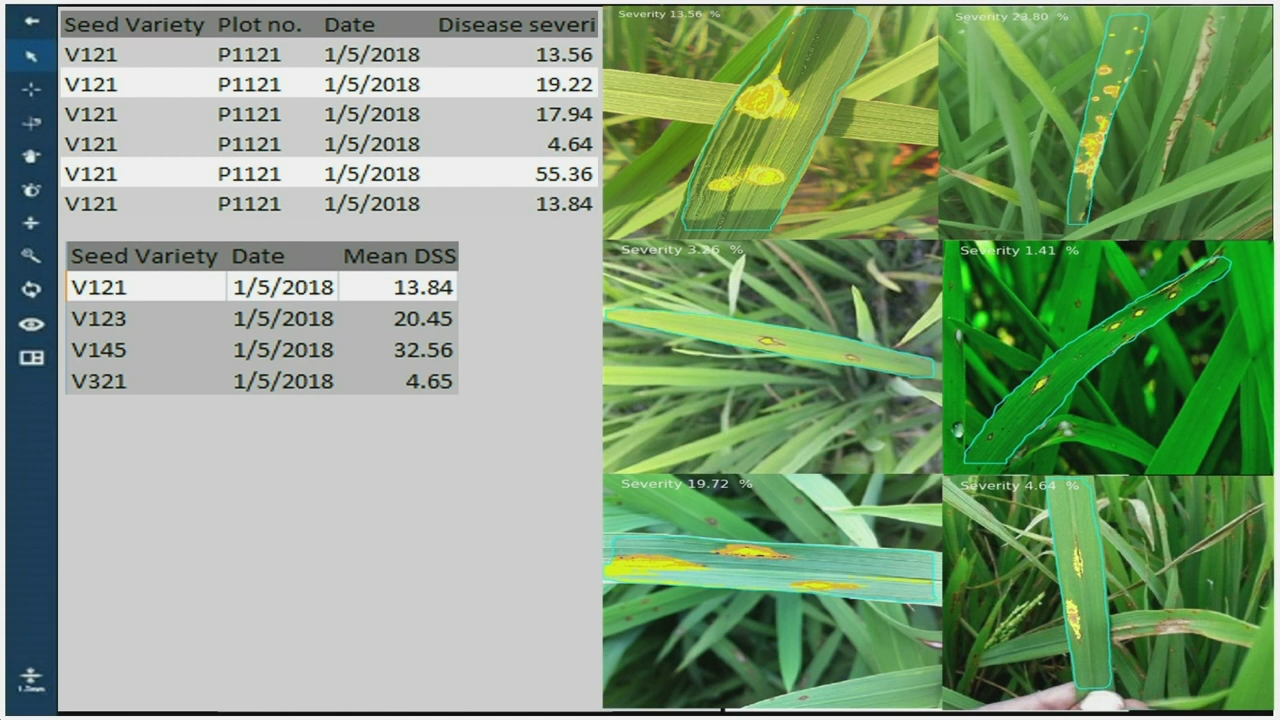 Seed Variety Plot no. Date Disease severi
V121 P1121 1/5/2018 13.56
V121 P1121 1/5/2018 19.22
V121 P1121 1/5/2018 17.94
V121 P1121 1/5/2018 4.64
V121 P1121 1/5/2018 55.36
V121 P1121 1/5/2018 13.84
Seed Variety Date Mean DSS
V121 1/5/2018 13.84
V123 1/5/2018 20.45
V145 1/5/2018 32.56
V321 1/5/2018 4.65
Severity 13.56 %
Severity 23.80 %
Severity 3.26 %
Severity 1.41 %
Severity 19.72 %
Severity 4.64 %